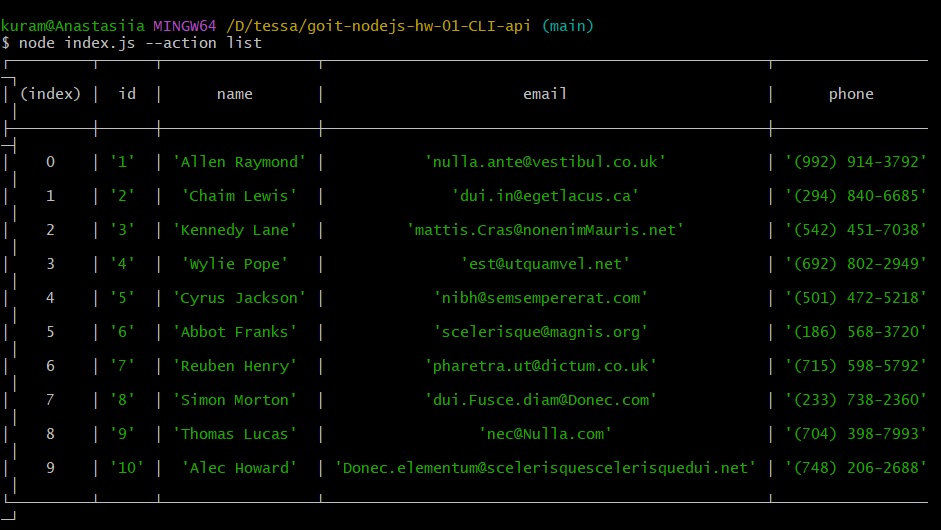 kuram@Anastasiia MINGW64 /D/tessa/goit-nodejs-hw-01-CLI-api (main)
$ node index.js --action list
(index) id name email phone
0 '1' 'Allen Raymond' 'nulla.ante@vestibul.co.uk' '(992) 914-3792'
1 '2' 'Chaim Lewis' 'dui.in@egetlacus.ca' '(294) 840-6685'
2 '3' 'Kennedy Lane' 'mattis.Cras@nonenimMauris.net' '(542) 451-7038'
3 '4' 'Wylie Pope' 'est@utquamvel.net' '(692) 802-2949'
4 '5' 'Cyrus Jackson' 'nibh@semsempererat.com' '(501) 472-5218'
5 '6' 'Abbot Franks' 'scelerisque@magnis.org' '(186) 568-3720'
6 '7' 'Reuben Henry' 'pharetra.ut@dictum.co.uk' '(715) 598-5792'
7 '8' 'Simon Morton' 'dui.Fusce.diam@Donec.com' '(233) 738-2360'
8 '9' 'Thomas Lucas' 'nec@Nulla.com' '(704) 398-7993'
9 '10' 'Alec Howard' 'Donec.elementum@scelerisquescelerisquedui.net' '(748) 206-2688'